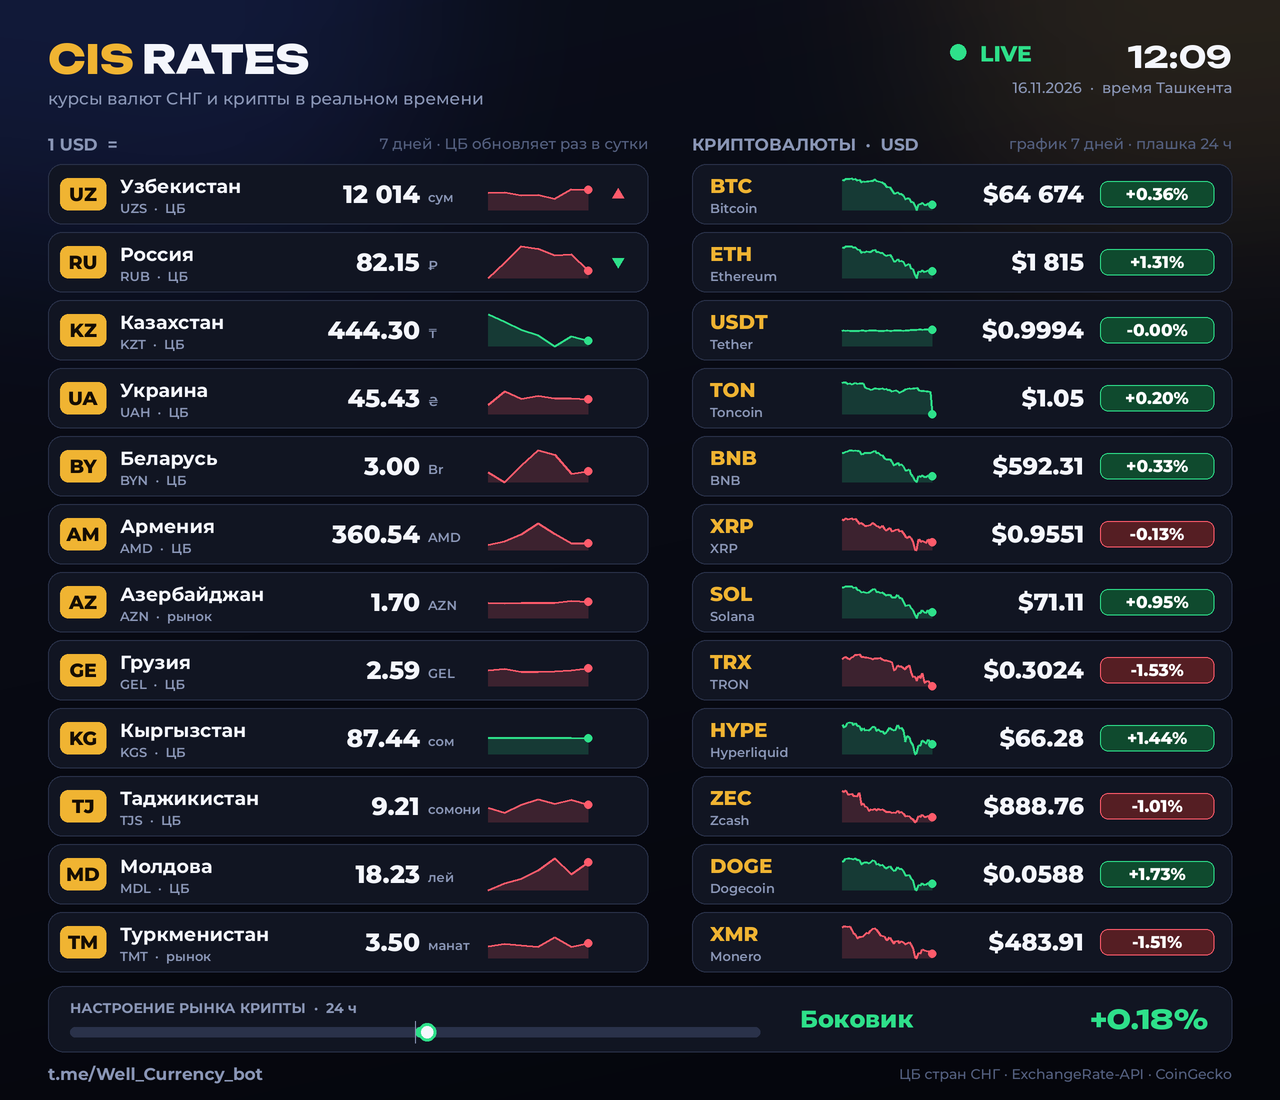 CIS RATES
курсы валют СНГ и крипты в реальном времени
LIVE
12:09
16.11.2026 · время Ташкента
1 USD =
7 дней · ЦБ обновляет раз в сутки
UZ Узбекистан 12 014 сум
UZS · ЦБ
RU Россия 82.15 ₽
RUB · ЦБ
KZ Казахстан 444.30 ₸
KZT · ЦБ
UA Украина 45.43 ₴
UAH · ЦБ
BY Беларусь 3.00 Br
BYN · ЦБ
AM Армения 360.54 AMD
AMD · ЦБ
AZ Азербайджан 1.70 AZN
AZN · рынок
GE Грузия 2.59 GEL
GEL · ЦБ
KG Кыргызстан 87.44 сом
KGS · ЦБ
TJ Таджикистан 9.21 сомони
TJS · ЦБ
MD Молдова 18.23 лей
MDL · ЦБ
TM Туркменистан 3.50 манат
TMT · рынок
КРИПТОВАЛЮТЫ · USD
график 7 дней · плашка 24 ч
BTC $64 674 +0.36%
Bitcoin
ETH $1 815 +1.31%
Ethereum
USDT $0.9994 -0.00%
Tether
TON $1.05 +0.20%
Toncoin
BNB $592.31 +0.33%
BNB
XRP $0.9551 -0.13%
XRP
SOL $71.11 +0.95%
Solana
TRX $0.3024 -1.53%
TRON
HYPE $66.28 +1.44%
Hyperliquid
ZEC $888.76 -1.01%
Zcash
DOGE $0.0588 +1.73%
Dogecoin
XMR $483.91 -1.51%
Monero
НАСТРОЕНИЕ РЫНКА КРИПТЫ · 24 ч
Боковик
+0.18%
t.me/Well_Currency_bot
ЦБ стран СНГ · ExchangeRate-API · CoinGecko